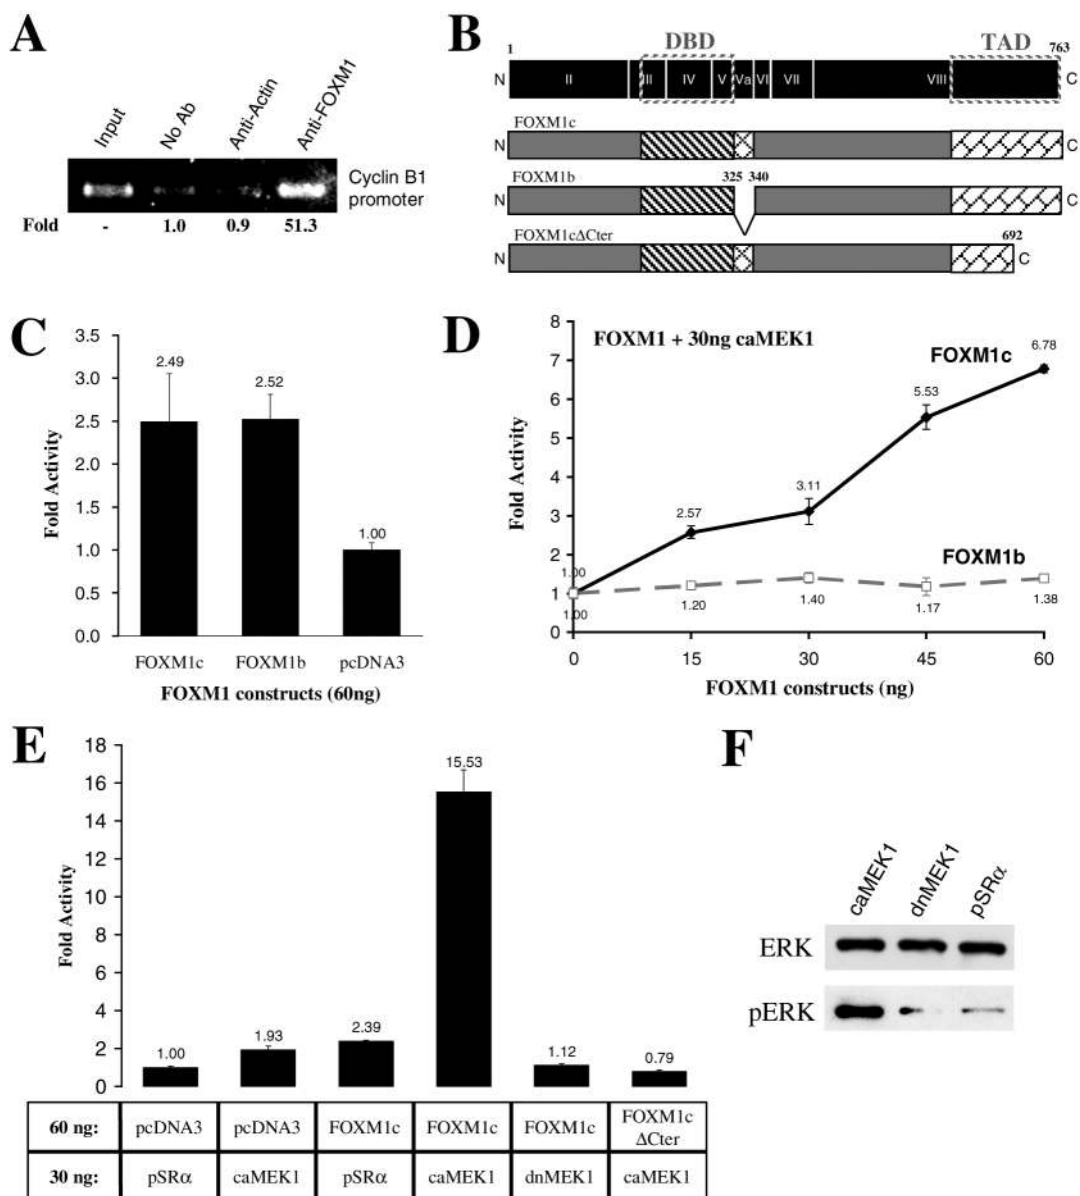 A
Input
No Ab
Anti-Actin
Anti-FOXM1
Cyclin B1
promoter
Fold - 1.0 0.9 51.3
B
1 DBD TAD 763
N II III IV V Va VI VII VIII C
FOXM1c
N C
FOXM1b 325 340
N C
FOXM1cΔCter 692
N C
C
Fold Activity
3.5
3.0
2.5
2.0
1.5
1.0
0.5
0.0
2.49
2.52
1.00
FOXM1c FOXM1b pcDNA3
FOXM1 constructs (60ng)
D
FOXM1 + 30ng caMEK1
Fold Activity
8
7
6
5
4
3
2
1
0
FOXM1c
1.00
2.57
3.11
5.53
6.78
FOXM1b
1.00
1.20
1.40
1.17
1.38
0 15 30 45 60
FOXM1 constructs (ng)
E
Fold Activity
18
16
14
12
10
8
6
4
2
0
1.00
1.93
2.39
15.53
1.12
0.79
60 ng: pcDNA3 pcDNA3 FOXM1c FOXM1c FOXM1c FOXM1c ΔCter
30 ng: pSRα caMEK1 pSRα caMEK1 dnMEK1 caMEK1
F
caMEK1
dnMEK1
pSRα
ERK
pERK